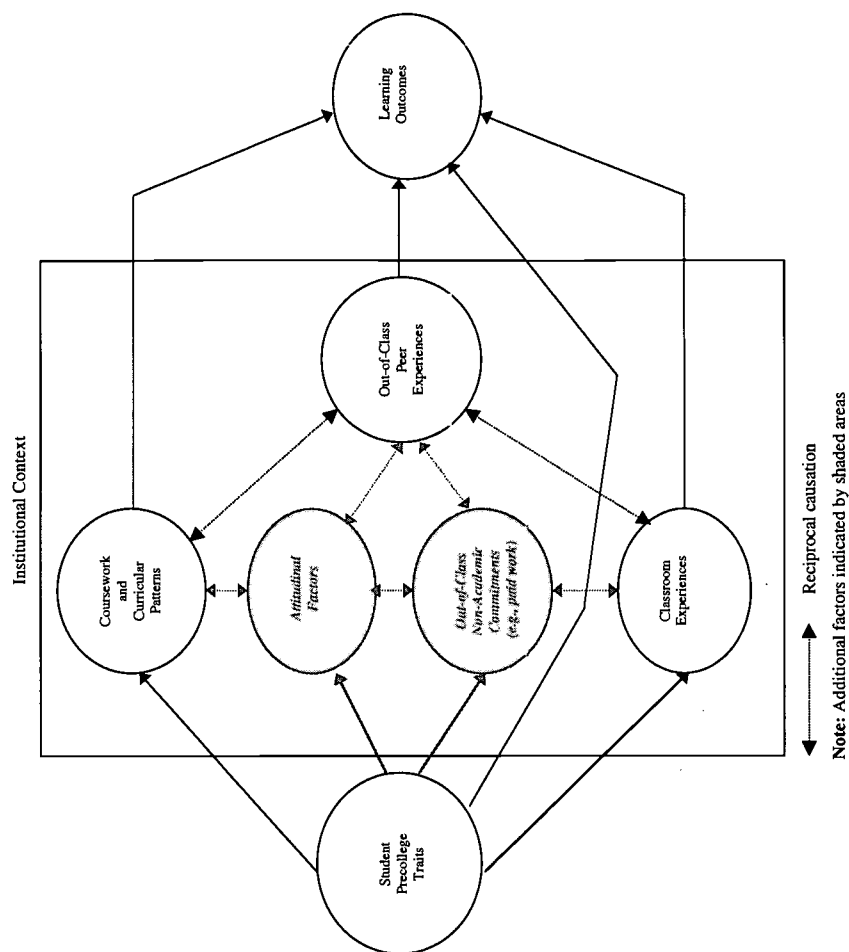 Institutional Context
Student
Precollege
Traits
Coursework
and
Curricular
Patterns
Attitudinal
Factors
Out-of-Class
Non-Academic
Commitments
(e.g., paid work)
Classroom
Experiences
Out-of-Class
Peer
Experiences
Learning
Outcomes
Reciprocal causation
Note: Additional factors indicated by shaded areas